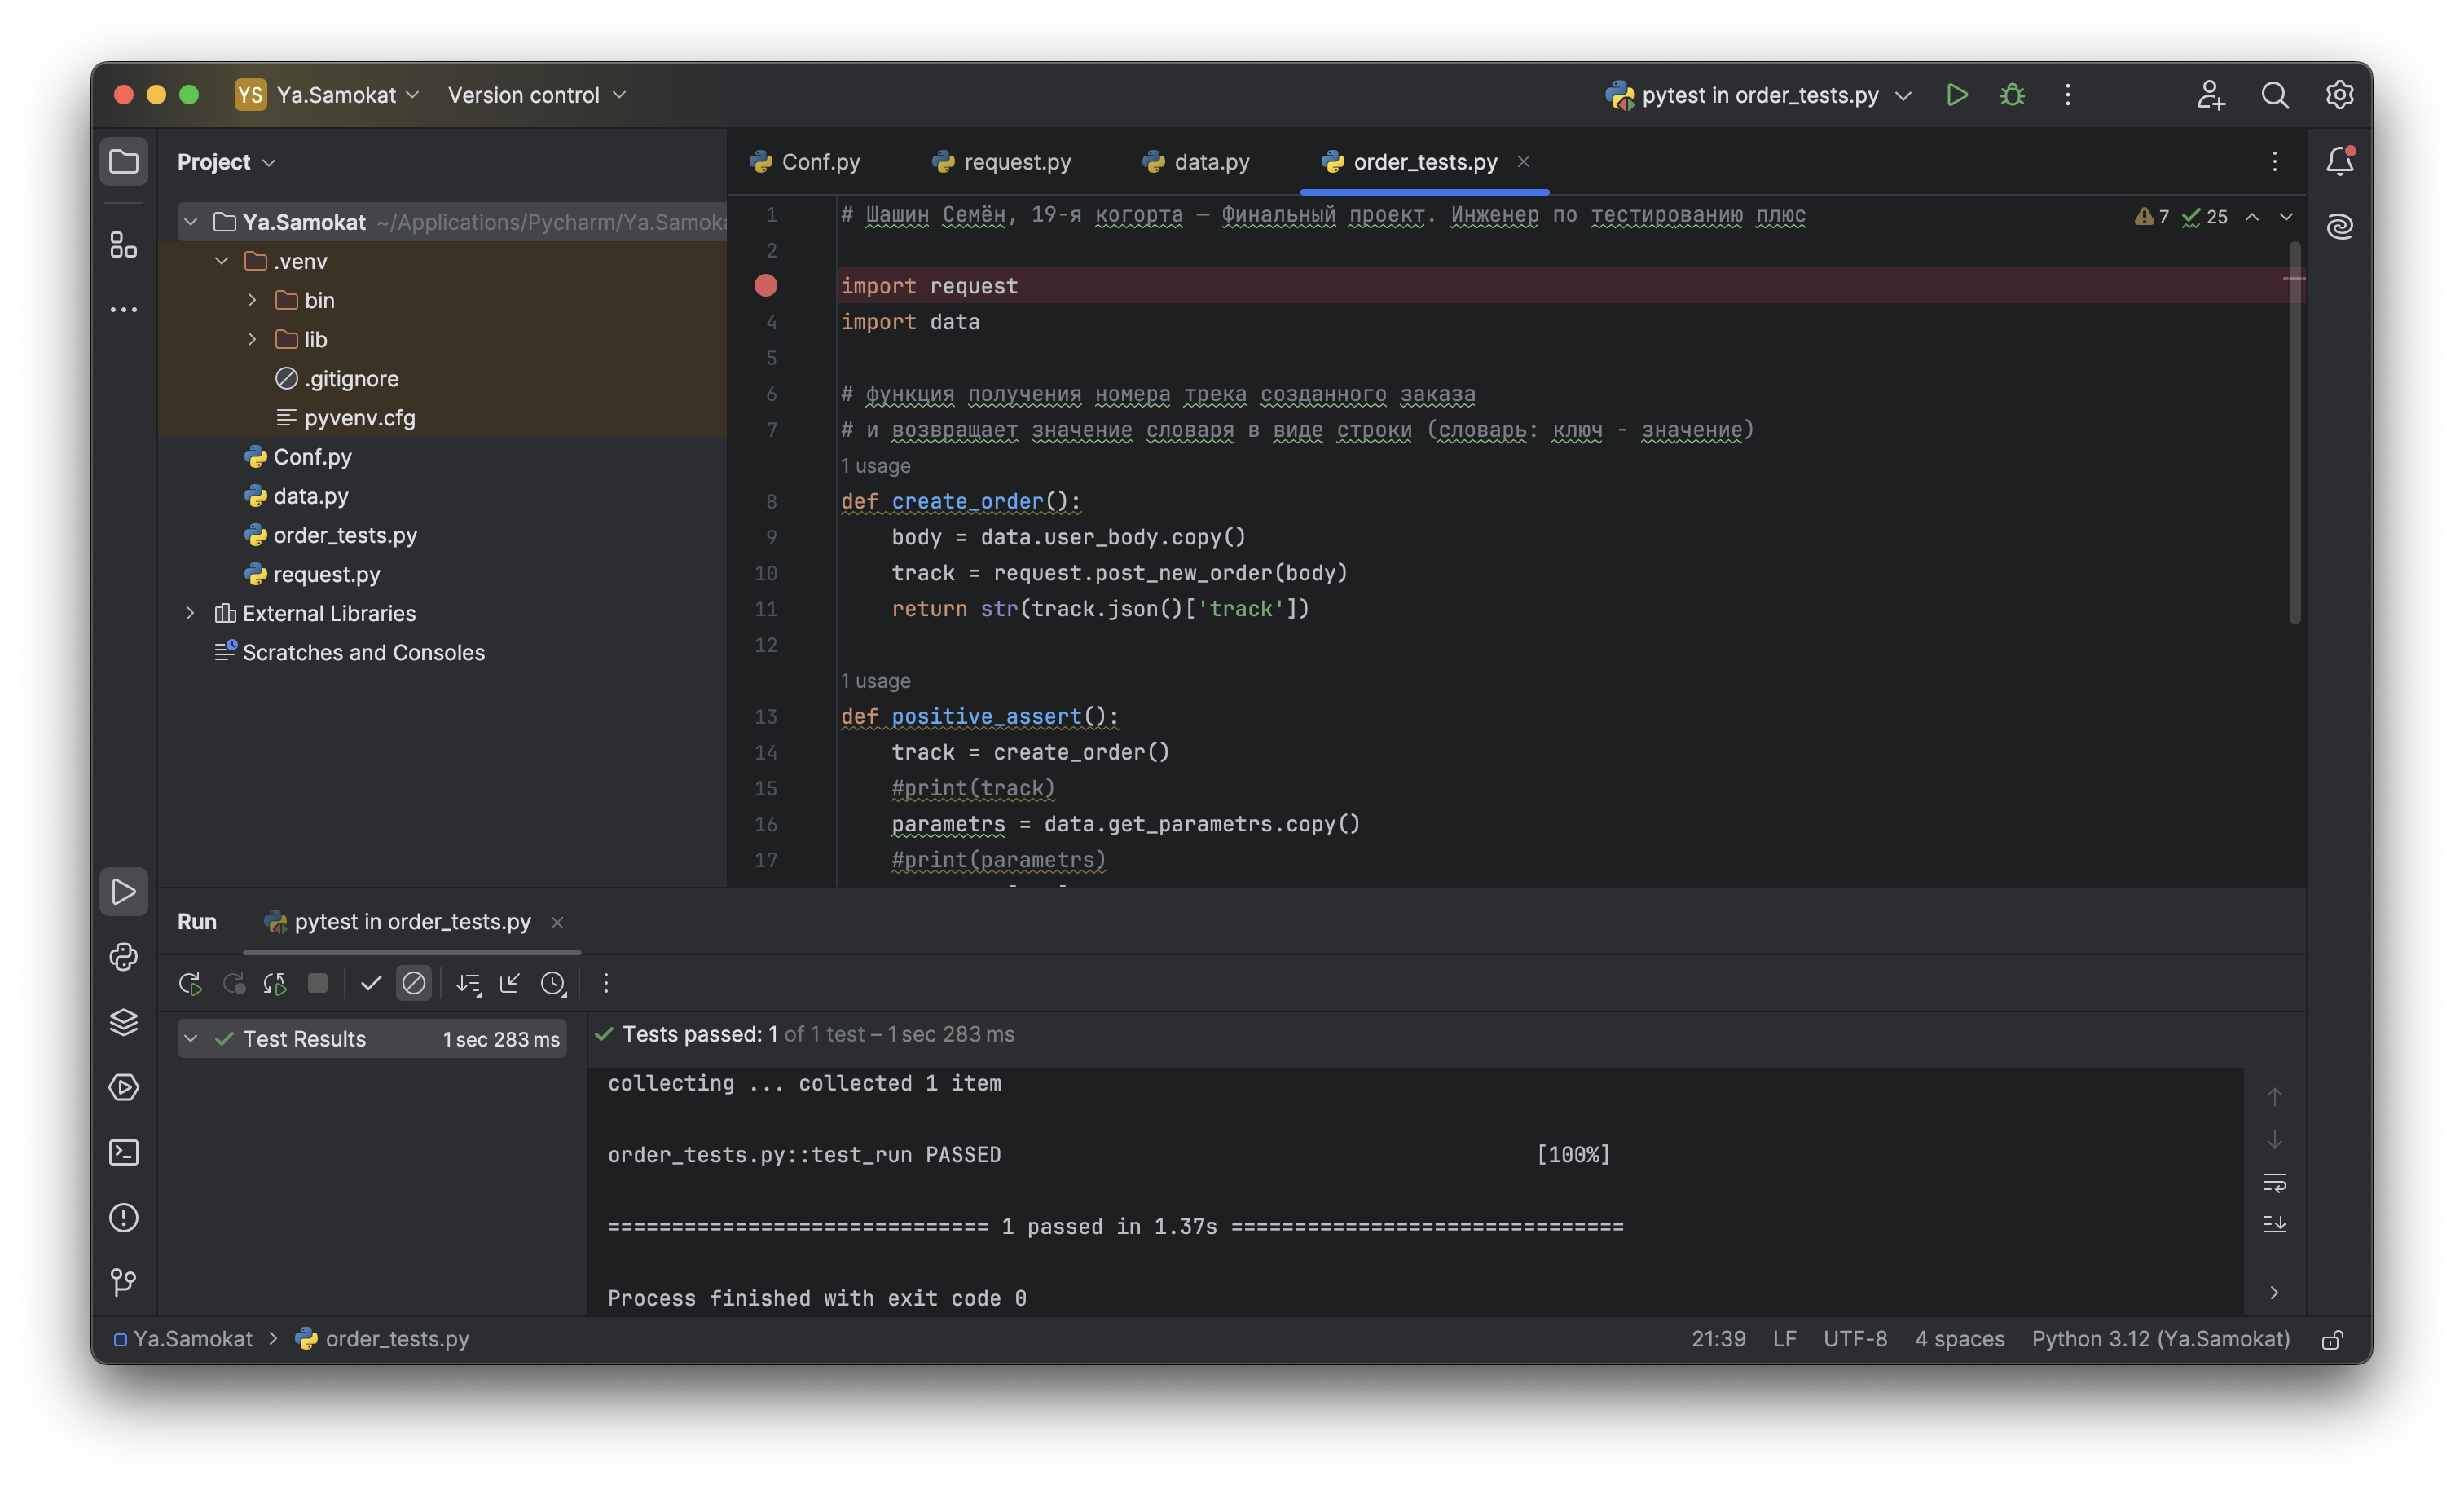 YS Ya.Samokat Version control pytest in order_tests.py
Project
Conf.py request.py data.py order_tests.py
Ya.Samokat ~/Applications/Pycharm/Ya.Samoka
.venv
bin
lib
.gitignore
pyvenv.cfg
Conf.py
data.py
order_tests.py
request.py
External Libraries
Scratches and Consoles
7 25
1 # Шашин Семён, 19-я когорта — Финальный проект. Инженер по тестированию плюс
2
import request
4 import data
5
6 # функция получения номера трека созданного заказа
7 # и возвращает значение словаря в виде строки (словарь: ключ - значение)
1 usage
8 def create_order():
9 body = data.user_body.copy()
10 track = request.post_new_order(body)
11 return str(track.json()['track'])
12
1 usage
13 def positive_assert():
14 track = create_order()
15 #print(track)
16 parametrs = data.get_parametrs.copy()
17 #print(parametrs)
Run pytest in order_tests.py
Test Results 1 sec 283 ms
Tests passed: 1 of 1 test – 1 sec 283 ms
collecting ... collected 1 item
order_tests.py::test_run PASSED [100%]
============================== 1 passed in 1.37s ===============================
Process finished with exit code 0
Ya.Samokat > order_tests.py
21:39 LF UTF-8 4 spaces Python 3.12 (Ya.Samokat)